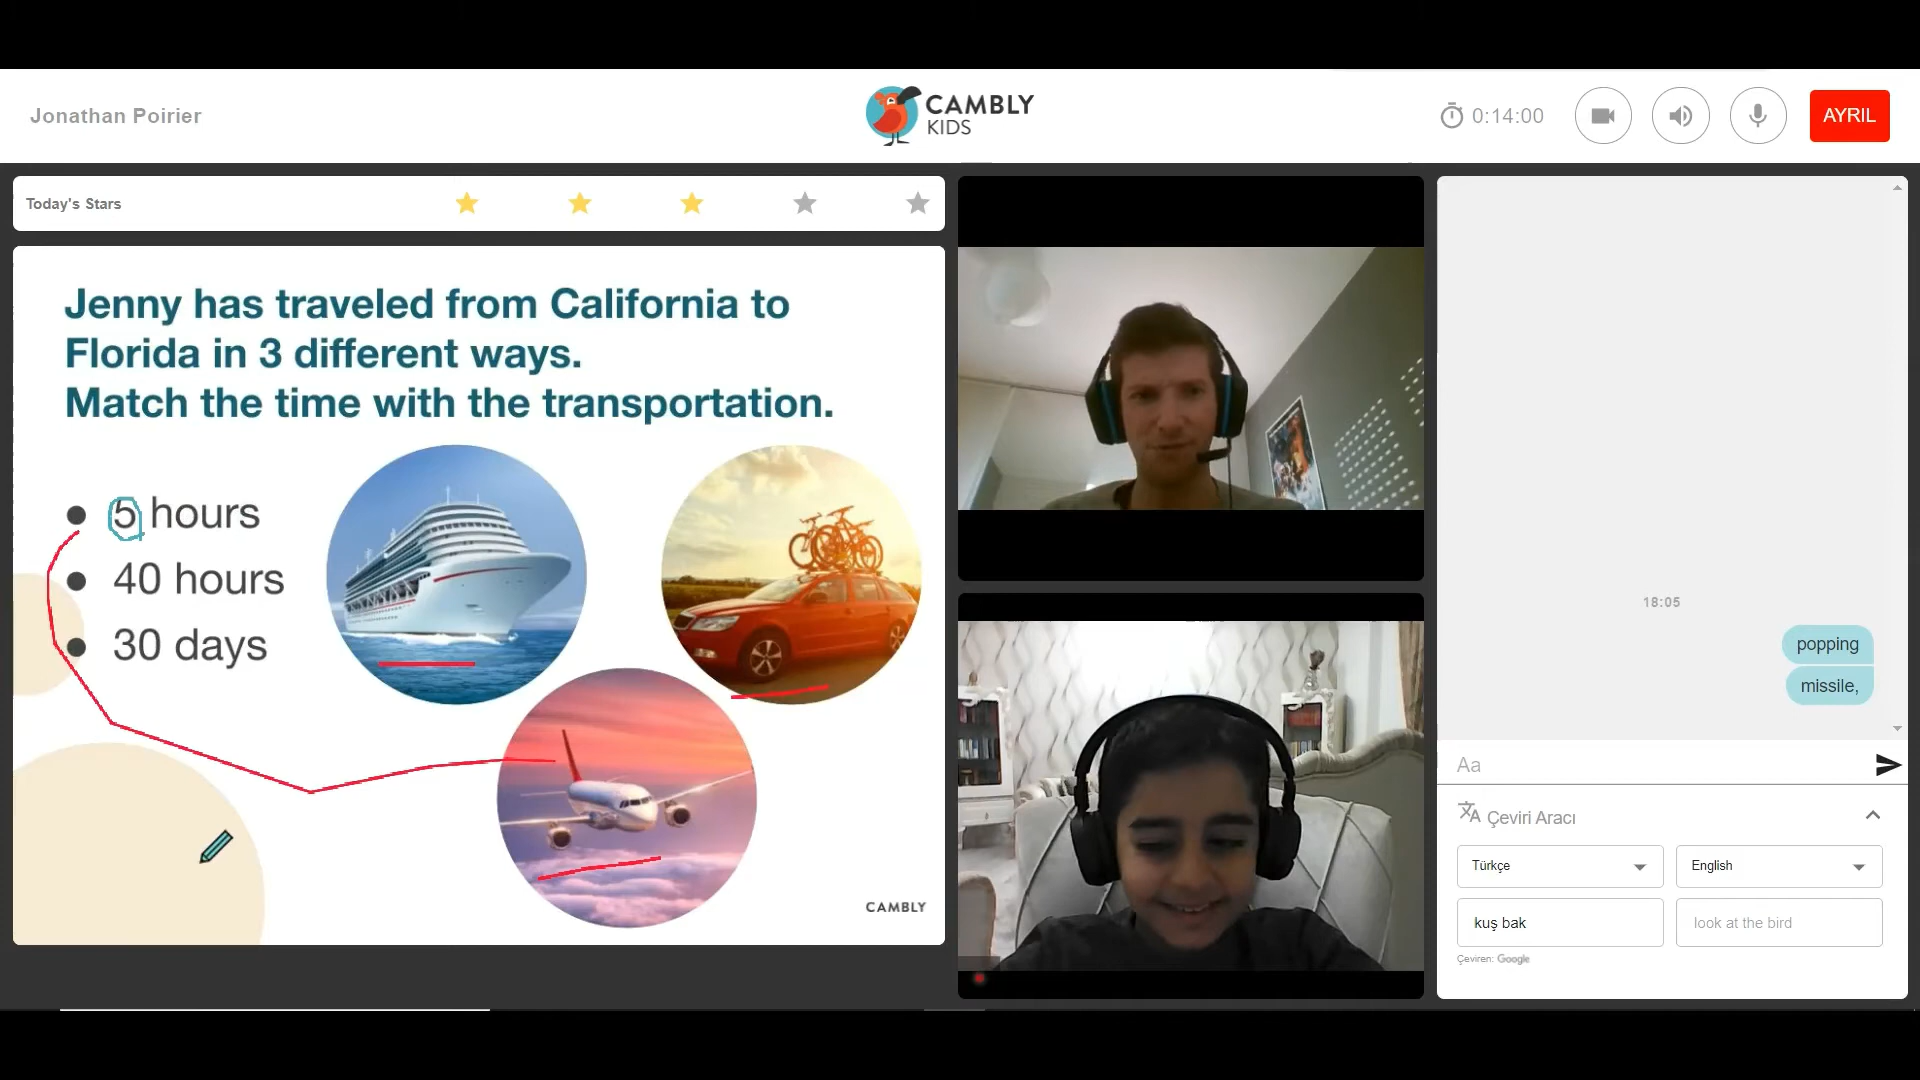 Jonathan Poirier
CAMBLY
KIDS
0:14:00
AYRIL
Today's Stars
Jenny has traveled from California to
Florida in 3 different ways.
Match the time with the transportation.
5 hours
40 hours
30 days
CAMBLY
18:05
popping
missile,
Aa
Çeviri Aracı
Türkçe
English
kuş bak
look at the bird
Çeviren: Google